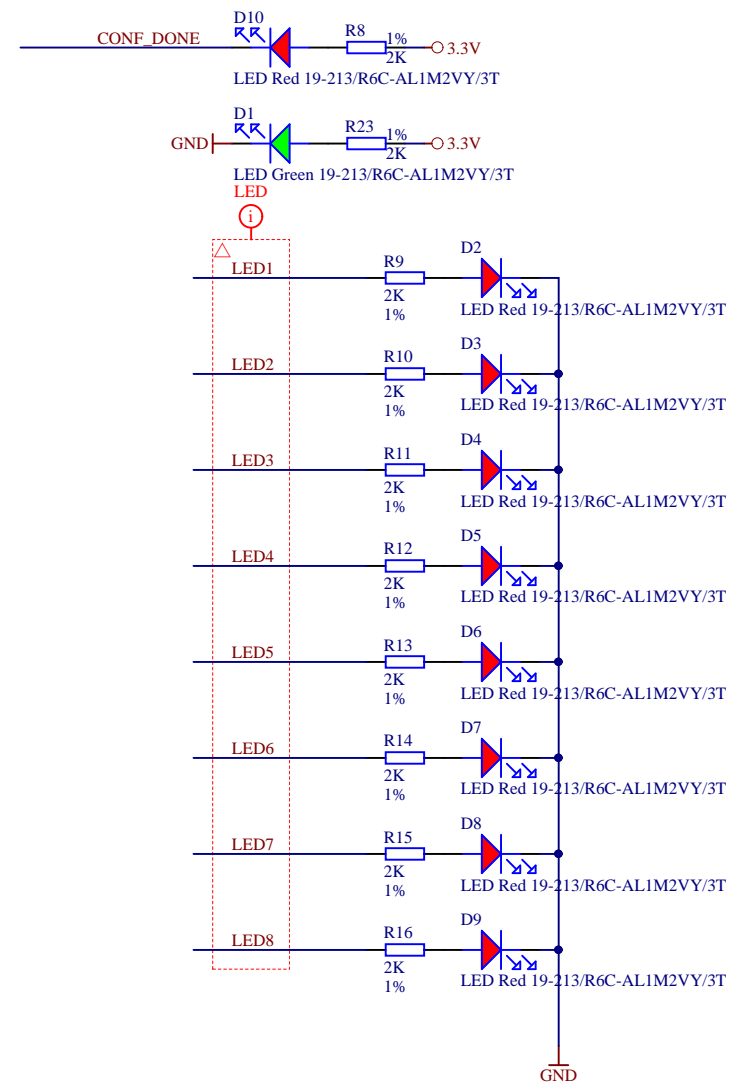 D10
CONF_DONE
R8
1%
2K
3.3V
LED Red 19-213/R6C-AL1M2VY/3T
D1
GND
R23
1%
2K
3.3V
LED Green 19-213/R6C-AL1M2VY/3T
LED
i
LED1
R9
2K
1%
D2
LED Red 19-213/R6C-AL1M2VY/3T
LED2
R10
2K
1%
D3
LED Red 19-213/R6C-AL1M2VY/3T
LED3
R11
2K
1%
D4
LED Red 19-213/R6C-AL1M2VY/3T
LED4
R12
2K
1%
D5
LED Red 19-213/R6C-AL1M2VY/3T
LED5
R13
2K
1%
D6
LED Red 19-213/R6C-AL1M2VY/3T
LED6
R14
2K
1%
D7
LED Red 19-213/R6C-AL1M2VY/3T
LED7
R15
2K
1%
D8
LED Red 19-213/R6C-AL1M2VY/3T
LED8
R16
2K
1%
D9
LED Red 19-213/R6C-AL1M2VY/3T
GND